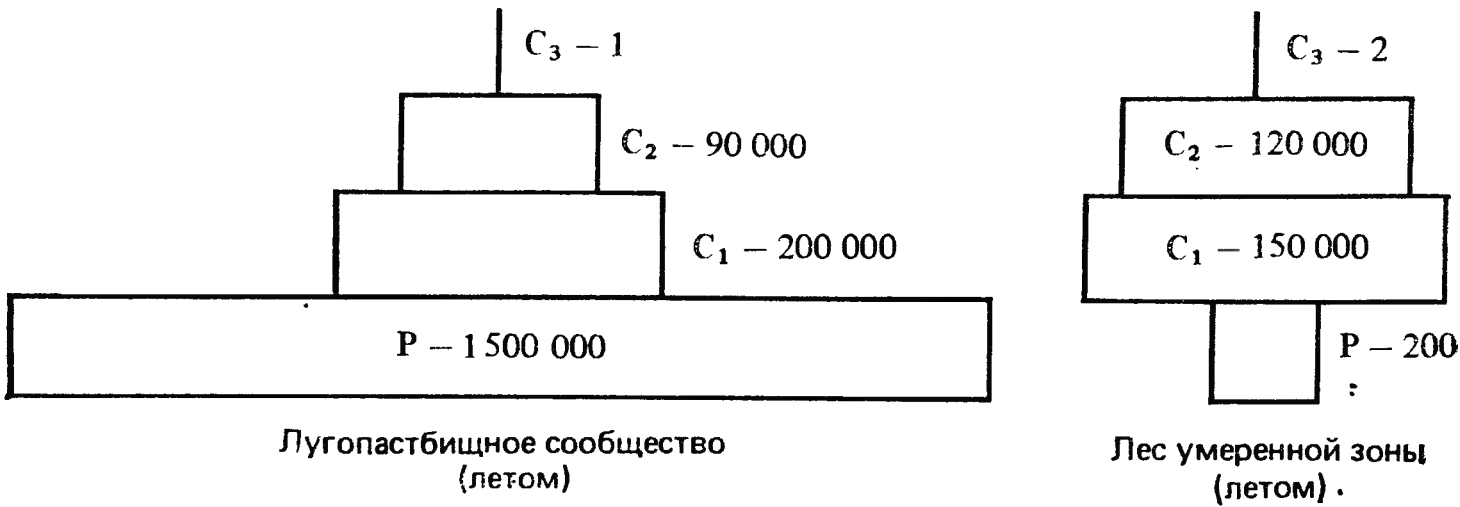 C₃ – 1
C₂ – 90 000
C₁ – 200 000
P – 1 500 000
Лугопастбищное сообщество
(летом)
C₃ – 2
C₂ – 120 000
C₁ – 150 000
P – 200
Лес умеренной зоны
(летом)